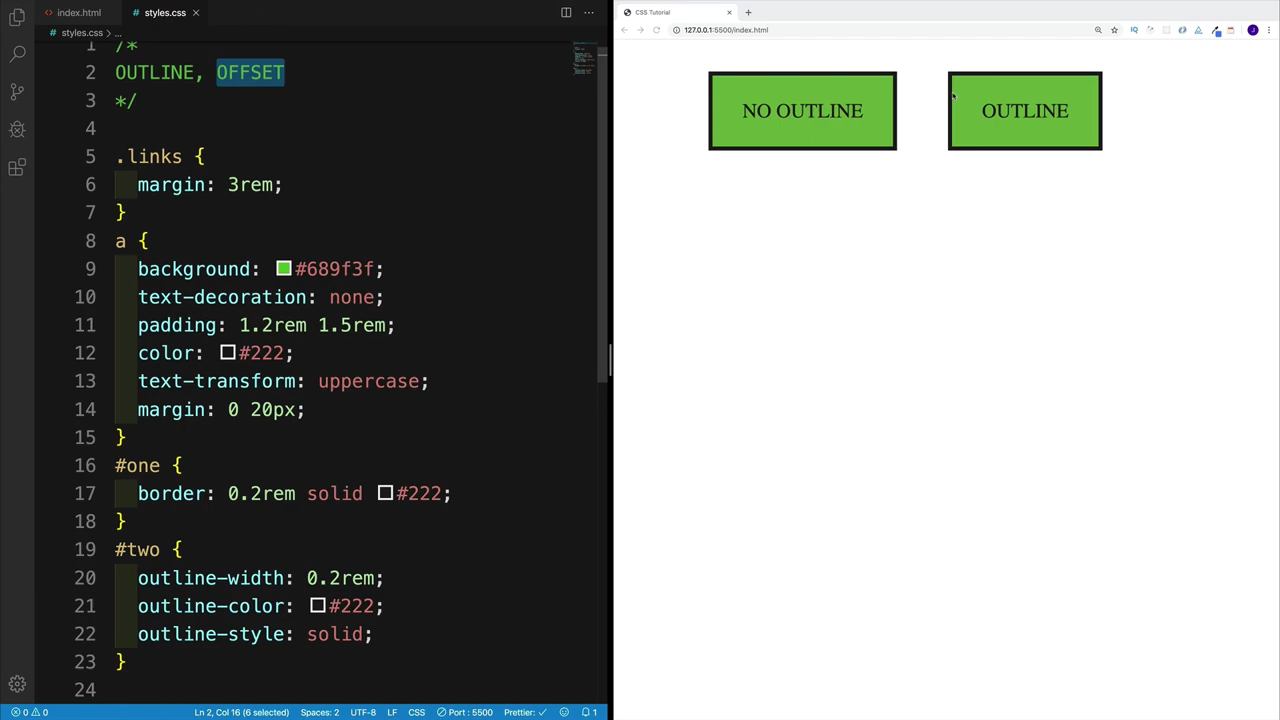 index.html
styles.css
styles.css > ...
1 /*
2 OUTLINE, OFFSET
3 */
4
5 .links {
6 margin: 3rem;
7 }
8 a {
9 background: #689f3f;
10 text-decoration: none;
11 padding: 1.2rem 1.5rem;
12 color: #222;
13 text-transform: uppercase;
14 margin: 0 20px;
15 }
16 #one {
17 border: 0.2rem solid #222;
18 }
19 #two {
20 outline-width: 0.2rem;
21 outline-color: #222;
22 outline-style: solid;
23 }
24
0 0 Ln 2, Col 16 (6 selected) Spaces: 2 UTF-8 LF CSS Port : 5500 Prettier: ✓ 1
CSS Tutorial
127.0.0.1:5500/index.html
IQ
J
NO OUTLINE
OUTLINE